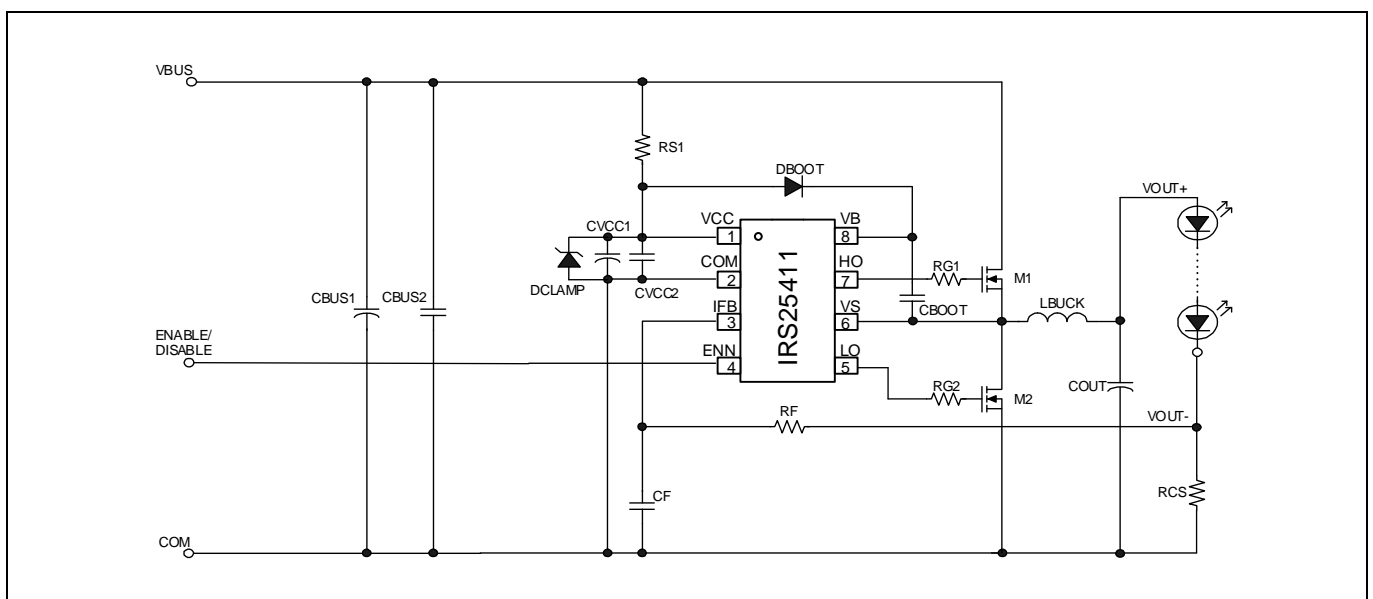 VBUS
RS1
DBOOT
VOUT+
CVCC1
VCC
1
VB
8
COM
2
HO
7
RG1
M1
DCLAMP
CVCC2
CBUS1
CBUS2
IFB
3
VS
6
CBOOT
LBUCK
IRS25411
ENABLE/
DISABLE
ENN
4
LO
5
RG2
M2
COUT
RF
VOUT-
CF
RCS
COM